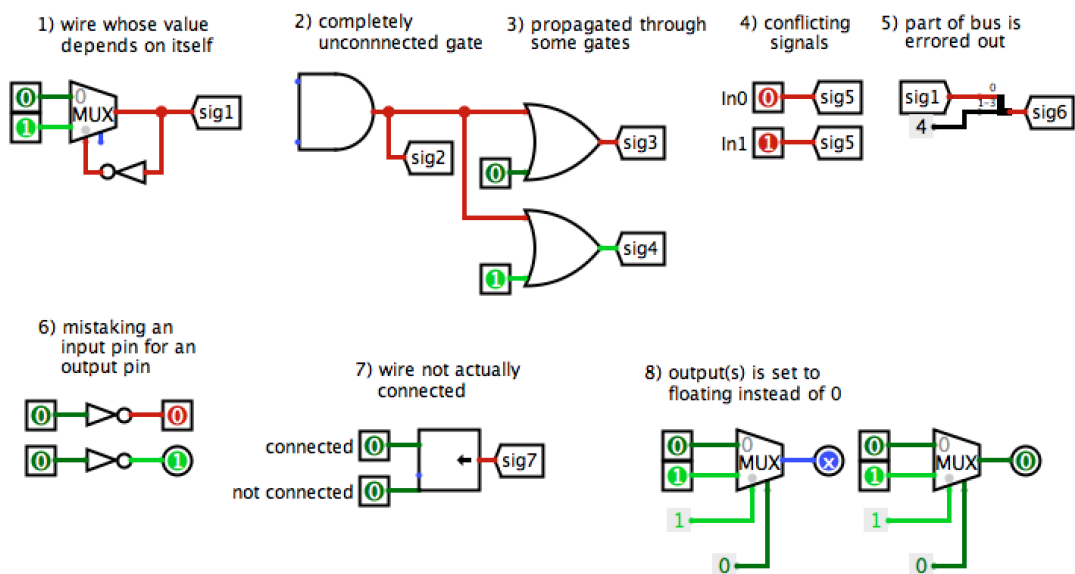 1) wire whose value
depends on itself
2) completely
unconnnected gate
3) propagated through
some gates
4) conflicting
signals
5) part of bus is
errored out
0
0
MUX
1
sig1
sig2
0
sig3
1
sig4
In0
0
sig5
In1
1
sig5
sig1
0
1-3
4
sig6
6) mistaking an
input pin for an
output pin
0
0
0
1
7) wire not actually
connected
connected
0
not connected
0
sig7
8) output(s) is set to
floating instead of 0
0
0
1
MUX
x
1
0
0
0
1
MUX
0
1
0